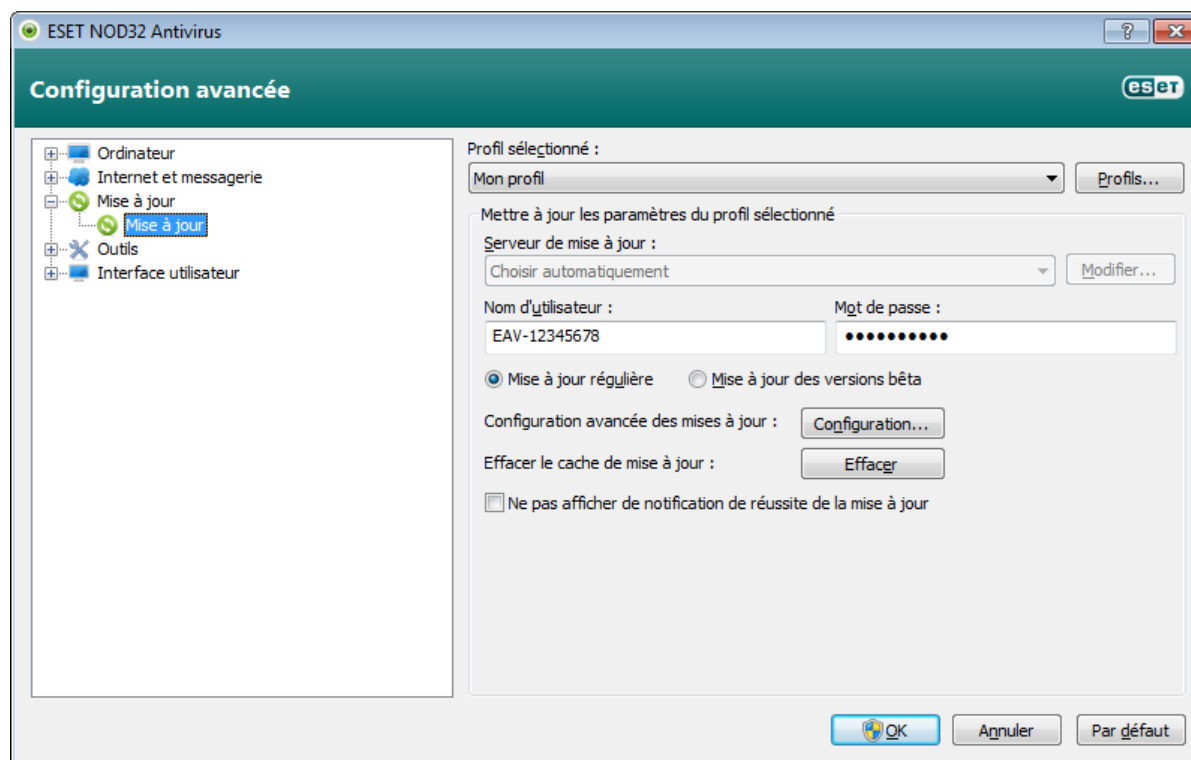 ESET NOD32 Antivirus
?
Configuration avancée
eset
Ordinateur
Internet et messagerie
Mise à jour
Mise à jour
Outils
Interface utilisateur
Profil sélectionné :
Mon profil
Profils...
Mettre à jour les paramètres du profil sélectionné
Serveur de mise à jour :
Choisir automatiquement
Modifier...
Nom d'utilisateur :
Mot de passe :
EAV-12345678
●●●●●●●●●●
Mise à jour régulière
Mise à jour des versions bêta
Configuration avancée des mises à jour :
Configuration...
Effacer le cache de mise à jour :
Effacer
Ne pas afficher de notification de réussite de la mise à jour
OK
Annuler
Par défaut